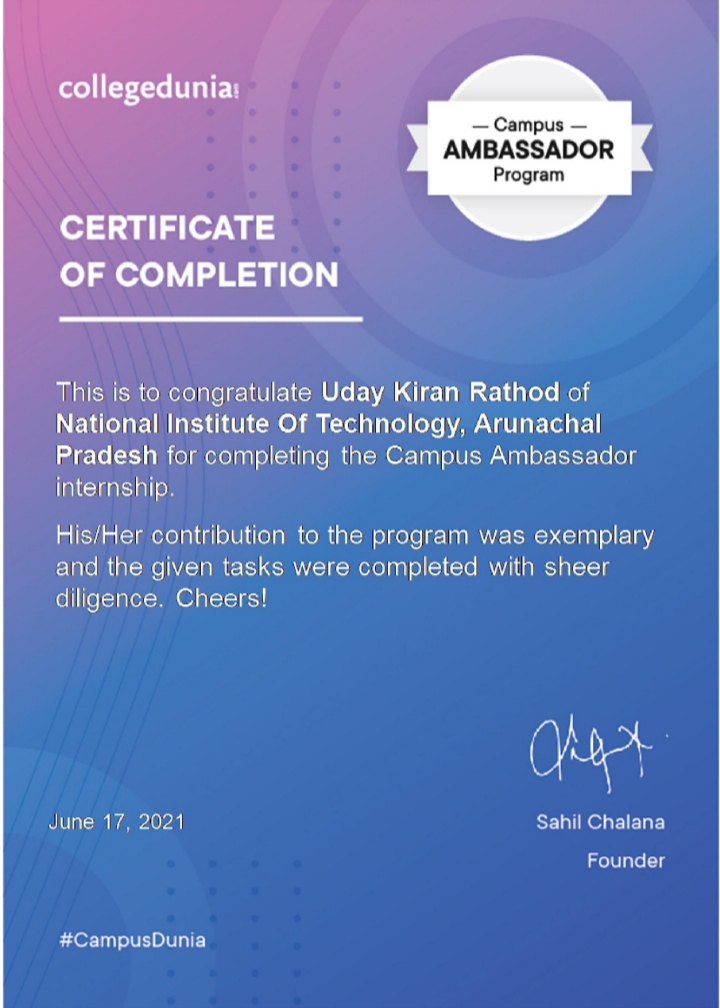 collegedunia
— Campus —
AMBASSADOR
Program
CERTIFICATE
OF COMPLETION
This is to congratulate Uday Kiran Rathod of
National Institute Of Technology, Arunachal
Pradesh for completing the Campus Ambassador
internship.
His/Her contribution to the program was exemplary
and the given tasks were completed with sheer
diligence. Cheers!
June 17, 2021
Sahil Chalana
Founder
#CampusDunia